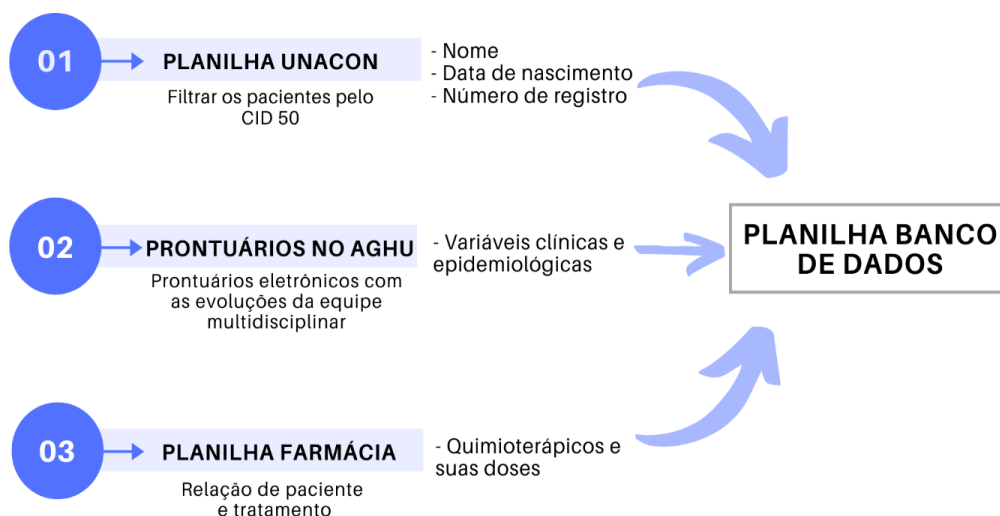 01
PLANILHA UNACON
Filtrar os pacientes pelo
CID 50
- Nome
- Data de nascimento
- Número de registro
02
PRONTUÁRIOS NO AGHU
Prontuários eletrônicos com
as evoluções da equipe
multidisciplinar
- Variáveis clínicas e
epidemiológicas
03
PLANILHA FARMÁCIA
Relação de paciente
e tratamento
- Quimioterápicos e
suas doses
PLANILHA BANCO
DE DADOS